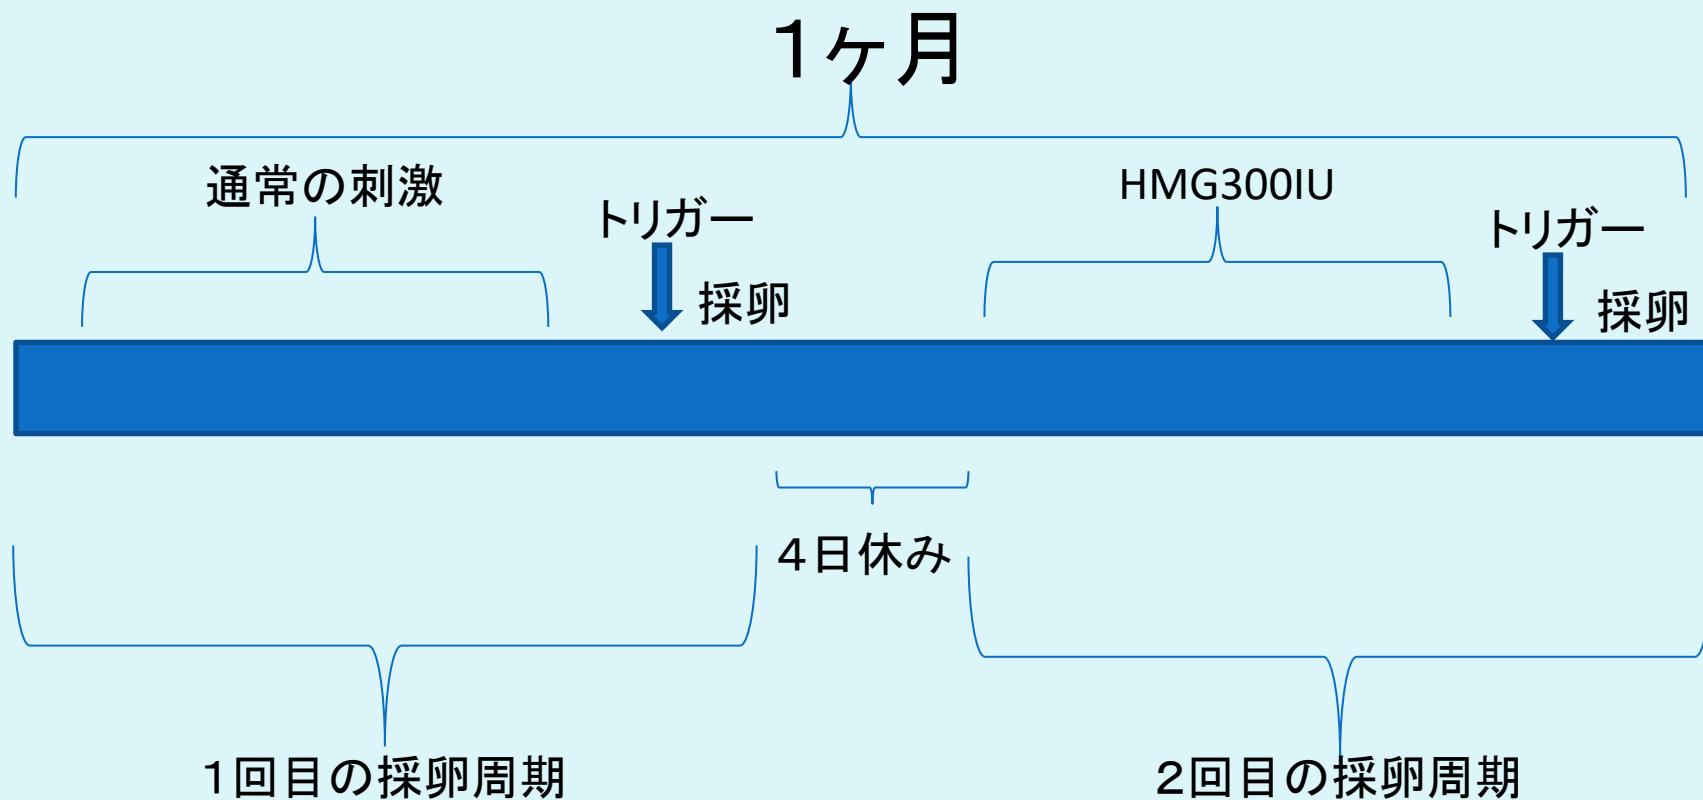 1ヶ月
通常の刺激
トリガー
採卵
HMG300IU
トリガー
採卵
4日休み
1回目の採卵周期
2回目の採卵周期